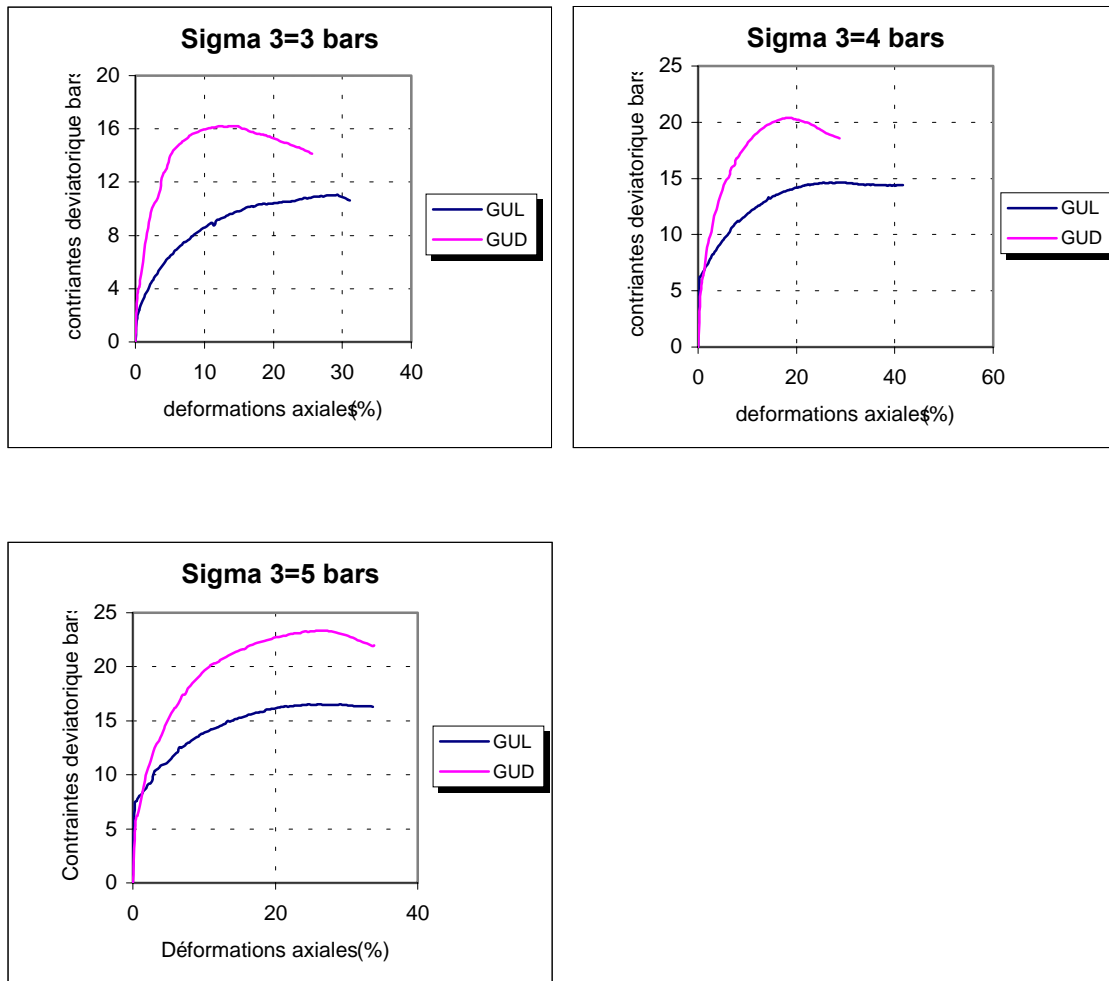 Sigma 3=3 bars
20
16
12
8
4
0
0 10 20 30 40
contriantes deviatorique bars
deformations axiales(%)
GUL
GUD
Sigma 3=4 bars
25
20
15
10
5
0
0 20 40 60
contriantes deviatorique bars
deformations axiales(%)
GUL
GUD
Sigma 3=5 bars
25
20
15
10
5
0
0 20 40
Contraintes deviatorique bars
Déformations axiales(%)
GUL
GUD